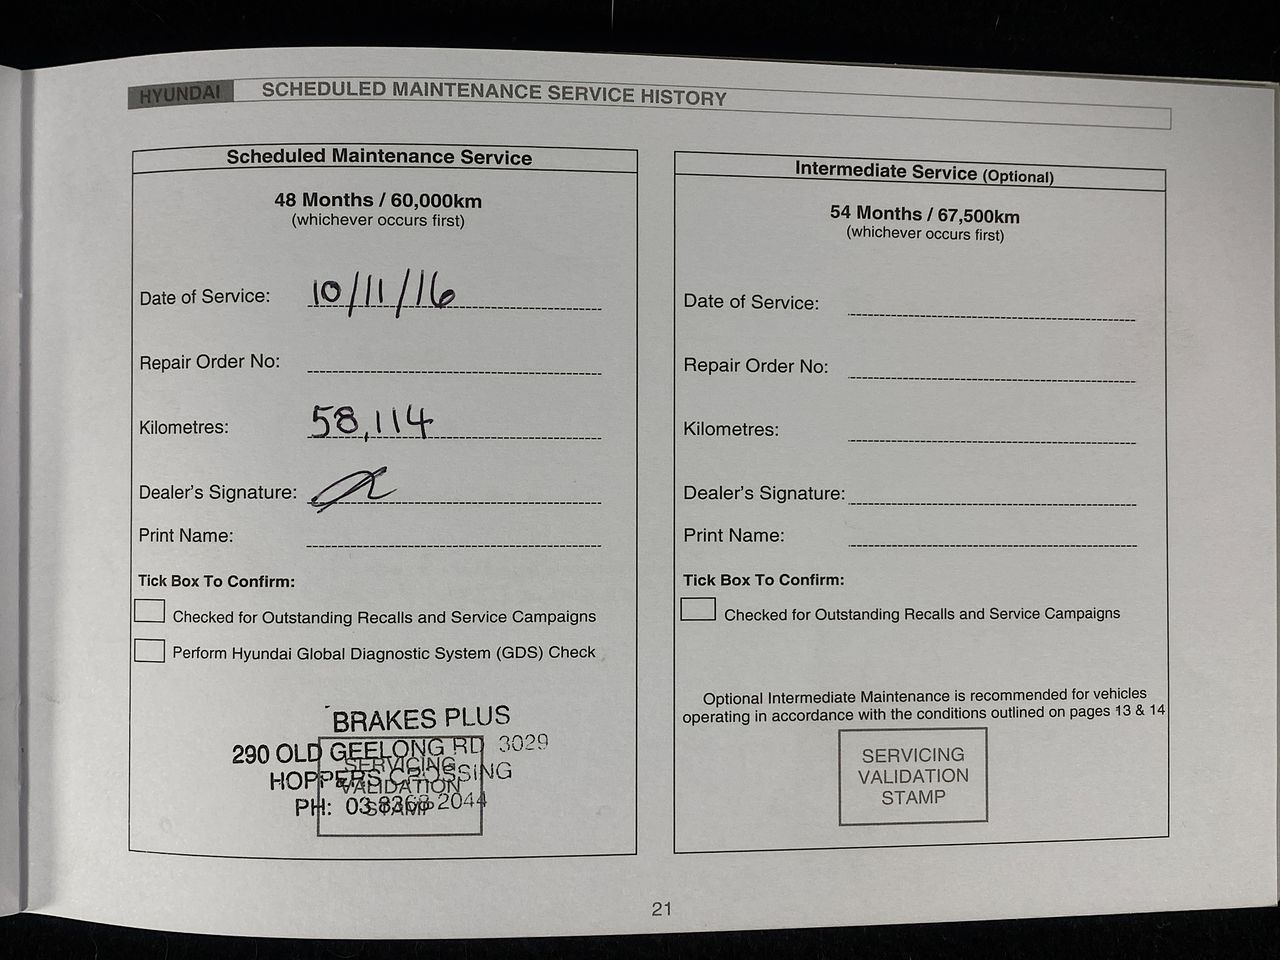 HYUNDAI SCHEDULED MAINTENANCE SERVICE HISTORY
Scheduled Maintenance Service
48 Months / 60,000km
(whichever occurs first)
Date of Service: 10/11/16
Repair Order No:
Kilometres: 58,114
Dealer's Signature:
Print Name:
Tick Box To Confirm:
Checked for Outstanding Recalls and Service Campaigns
Perform Hyundai Global Diagnostic System (GDS) Check
BRAKES PLUS
290 OLD GEELONG RD 3029
HOPPERS CROSSING
PH: 03 8368 2044
SERVICING
VALIDATION
STAMP
Intermediate Service (Optional)
54 Months / 67,500km
(whichever occurs first)
Date of Service:
Repair Order No:
Kilometres:
Dealer's Signature:
Print Name:
Tick Box To Confirm:
Checked for Outstanding Recalls and Service Campaigns
Optional Intermediate Maintenance is recommended for vehicles
operating in accordance with the conditions outlined on pages 13 & 14
SERVICING
VALIDATION
STAMP
21